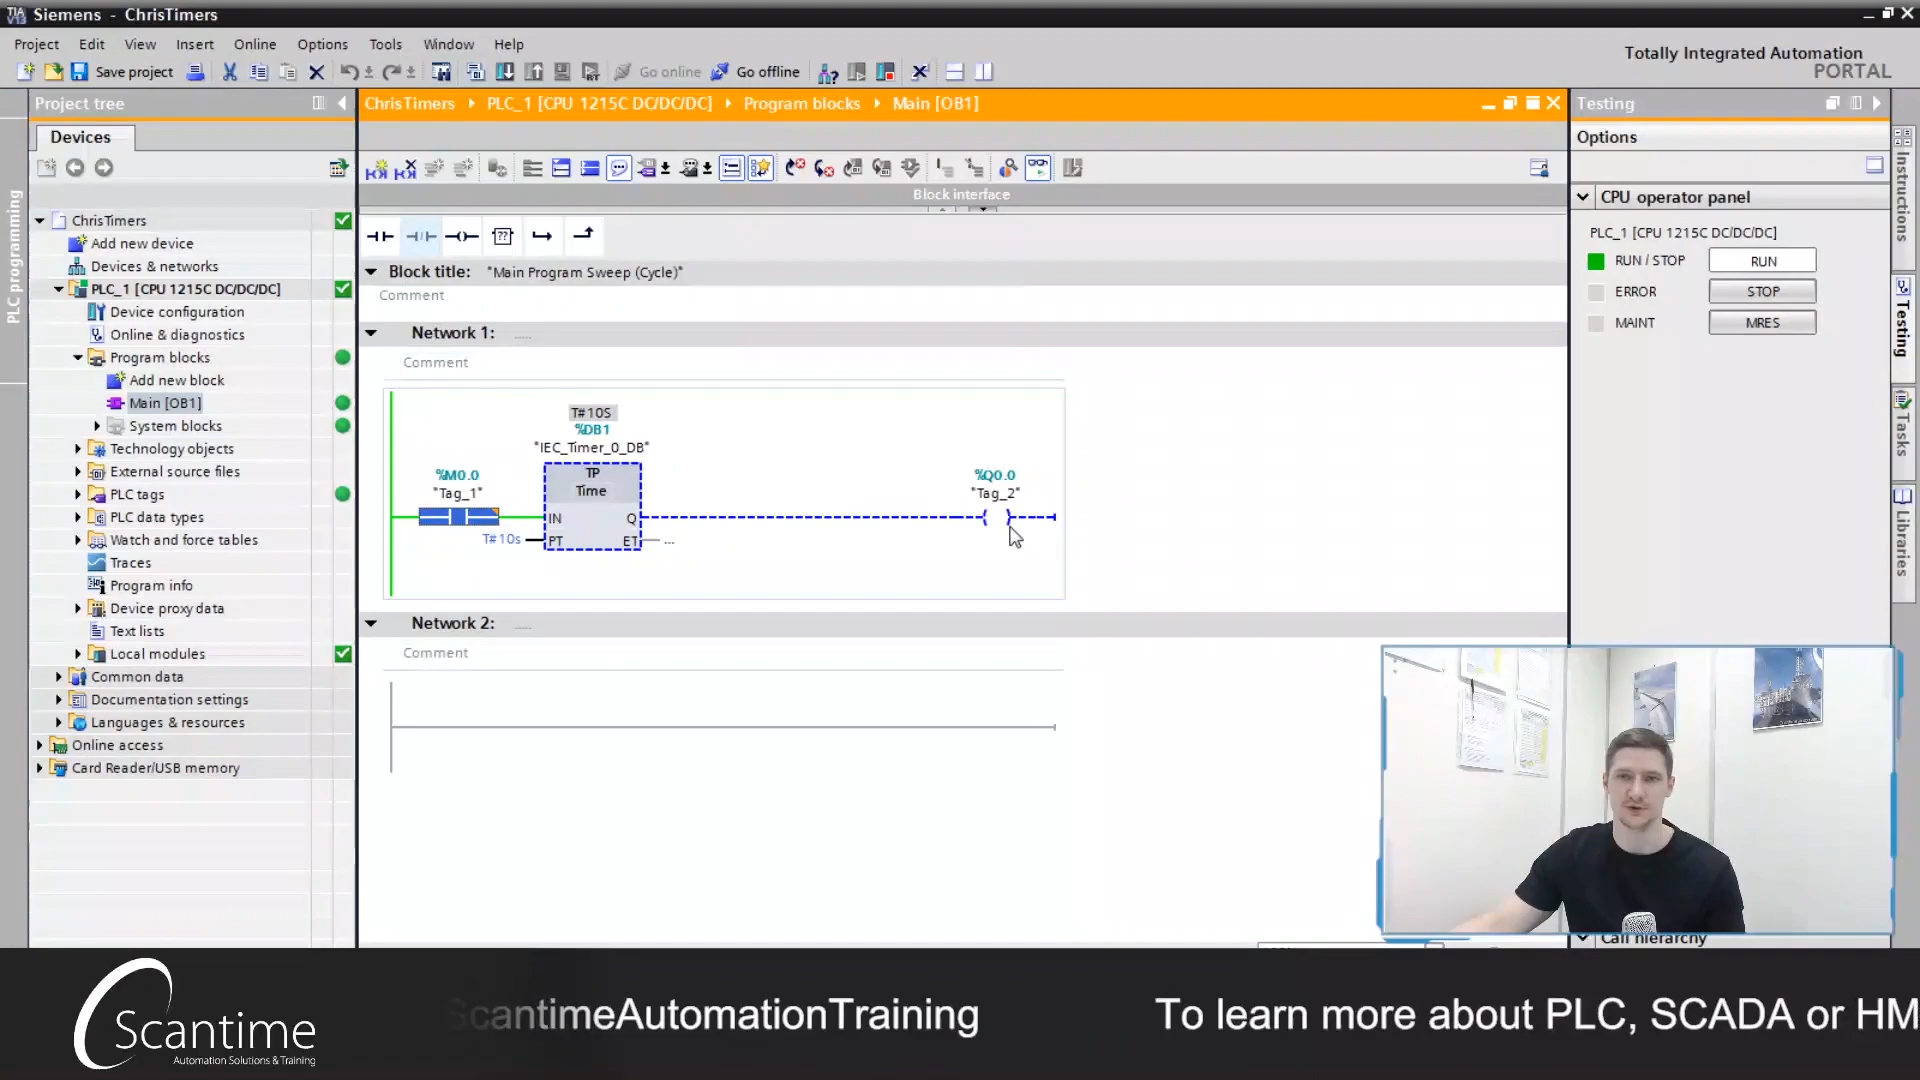 TIA
V13
Siemens - ChrisTimers
Project Edit View Insert Online Options Tools Window Help
Totally Integrated Automation
PORTAL
Save project
Go online
Go offline
Project tree
ChrisTimers PLC_1 [CPU 1215C DC/DC/DC] Program blocks Main [OB1]
Testing
Devices
Options
Block interface
PLC programming
CPU operator panel
PLC_1 [CPU 1215C DC/DC/DC]
RUN / STOP RUN
ERROR STOP
MAINT MRES
Instructions
Testing
Tasks
Libraries
ChrisTimers
Add new device
Devices & networks
PLC_1 [CPU 1215C DC/DC/DC]
Device configuration
Online & diagnostics
Program blocks
Add new block
Main [OB1]
System blocks
Technology objects
External source files
PLC tags
PLC data types
Watch and force tables
Traces
Program info
Device proxy data
Text lists
Local modules
Common data
Documentation settings
Languages & resources
Online access
Card Reader/USB memory
??
Block title: "Main Program Sweep (Cycle)"
Comment
Network 1: .....
Comment
T#10S
%DB1
"IEC_Timer_0_DB"
%M0.0
"Tag_1"
TP
Time
%Q0.0
"Tag_2"
IN Q
T#10s PT ET ...
Network 2: .....
Comment
Call hierarchy
Scantime
Automation Solutions & Training
ScantimeAutomationTraining
To learn more about PLC, SCADA or HM